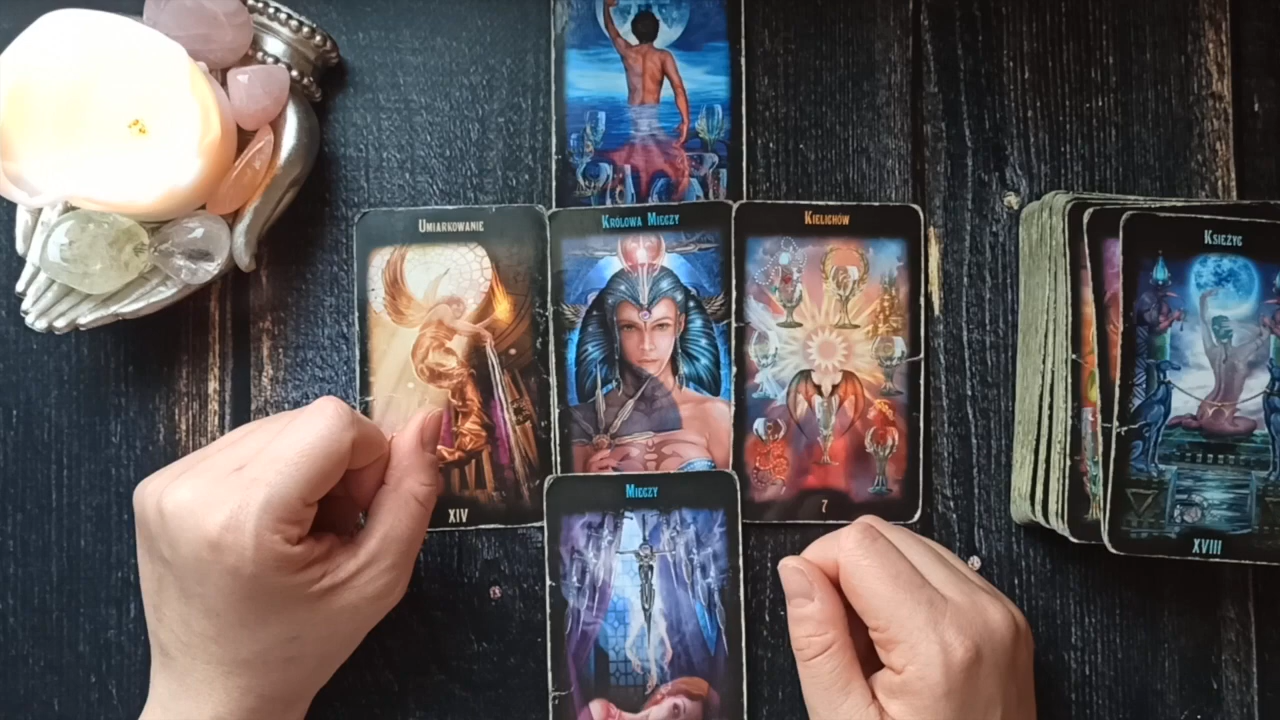 Umiarkowanie
XIV
Królowa Mieczy
Kielichów
7
Mieczy
Księżyc
XVIII